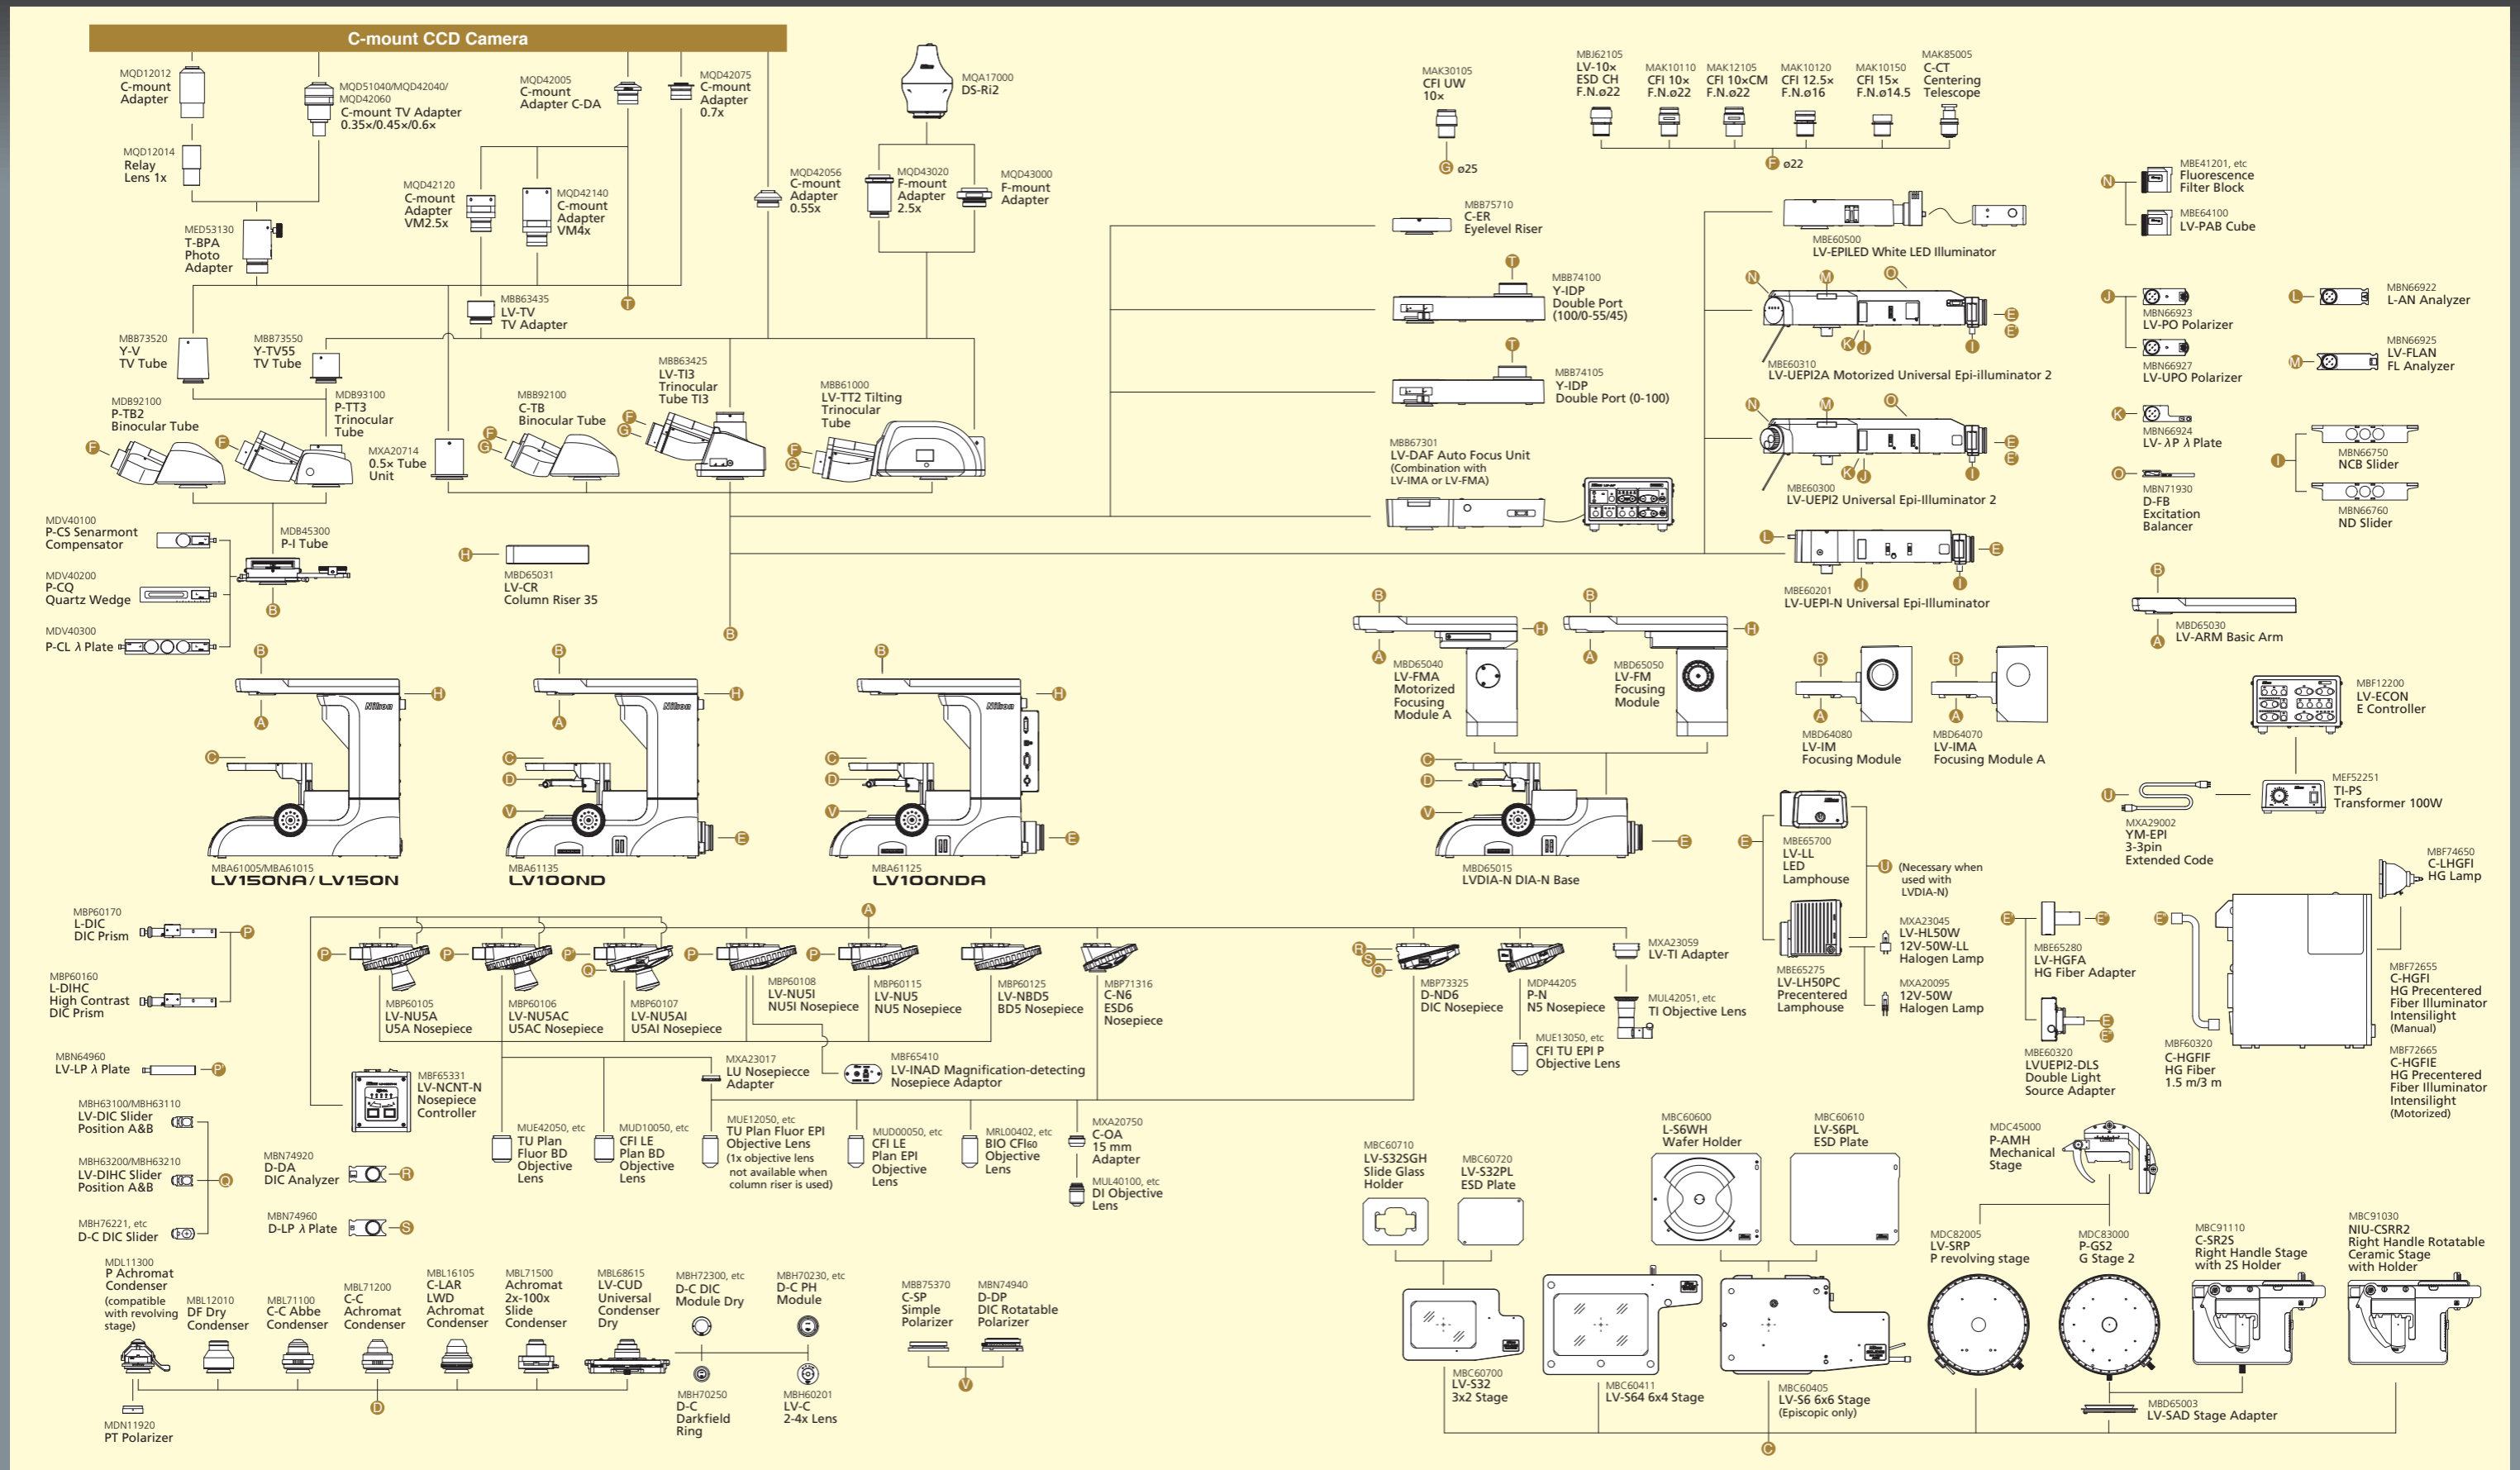 C-mount CCD Camera
MQD12012
C-mount
Adapter
MQD51040/MQD42040/
MQD42060
C-mount TV Adapter
0.35×/0.45×/0.6×
MQD42005
C-mount
Adapter C-DA
MQD42075
C-mount
Adapter
0.7x
MQA17000
DS-Ri2
MQD12014
Relay
Lens 1x
MQD42120
C-mount
Adapter
VM2.5x
MQD42140
C-mount
Adapter
VM4x
MQD42056
C-mount
Adapter
0.55x
MQD43020
F-mount
Adapter
2.5x
MQD43000
F-mount
Adapter
MED53130
T-BPA
Photo
Adapter
MBB63435
LV-TV
TV Adapter
T
MBB73520
Y-V
TV Tube
MBB73550
Y-TV55
TV Tube
MDB92100
P-TB2
Binocular Tube
F
MDB93100
P-TT3
Trinocular
Tube
F
MXA20714
0.5× Tube
Unit
MBB92100
C-TB
Binocular Tube
F
G
MBB63425
LV-TI3
Trinocular
Tube TI3
F
G
MBB61000
LV-TT2 Tilting
Trinocular
Tube
F
G
MAK30105
CFI UW
10×
G ø25
MBJ62105
LV-10×
ESD CH
F.N.ø22
MAK10110
CFI 10×
F.N.ø22
MAK12105
CFI 10×CM
F.N.ø22
MAK10120
CFI 12.5×
F.N.ø16
MAK10150
CFI 15×
F.N.ø14.5
MAK85005
C-CT
Centering
Telescope
F ø22
MBB75710
C-ER
Eyelevel Riser
T
MBB74100
Y-IDP
Double Port
(100/0-55/45)
T
MBB74105
Y-IDP
Double Port (0-100)
MBB67301
LV-DAF Auto Focus Unit
(Combination with
LV-IMA or LV-FMA)
MBE60500
LV-EPILED White LED Illuminator
N M O E E' K J I
MBE60310
LV-UEPI2A Motorized Universal Epi-illuminator 2
N M O E E' K J I
MBE60300
LV-UEPI2 Universal Epi-Illuminator 2
L E J I
MBE60201
LV-UEPI-N Universal Epi-Illuminator
N
MBE41201, etc
Fluorescence
Filter Block
MBE64100
LV-PAB Cube
J
MBN66923
LV-PO Polarizer
MBN66927
LV-UPO Polarizer
L
MBN66922
L-AN Analyzer
M
MBN66925
LV-FLAN
FL Analyzer
K
MBN66924
LV- λP λ Plate
O
MBN71930
D-FB
Excitation
Balancer
I
MBN66750
NCB Slider
MBN66760
ND Slider
MDV40100
P-CS Senarmont
Compensator
MDV40200
P-CQ
Quartz Wedge
MDV40300
P-CL λ Plate
MDB45300
P-I Tube
B
H
MBD65031
LV-CR
Column Riser 35
B
B
A
H
C
Nikon
MBA61005/MBA61015
LV150NA/LV150N
B
A
H
C
D
V
E
Nikon
MBA61135
LV100ND
B
H
C
D
V
E
Nikon
MBA61125
LV100NDA
B
A
H
MBD65040
LV-FMA
Motorized
Focusing
Module A
B
A
H
MBD65050
LV-FM
Focusing
Module
C
D
V
E
MBD65015
LVDIA-N DIA-N Base
B
A
MBD64080
LV-IM
Focusing Module
B
A
MBD64070
LV-IMA
Focusing Module A
B
A
MBD65030
LV-ARM Basic Arm
MBF12200
LV-ECON
E Controller
MEF52251
TI-PS
Transformer 100W
U
MXA29002
YM-EPI
3-3pin
Extended Code
E
MBE65700
LV-LL
LED
Lamphouse
U (Necessary when
used with
LVDIA-N)
MBE65275
LV-LH50PC
Precentered
Lamphouse
MXA23045
LV-HL50W
12V-50W-LL
Halogen Lamp
MXA20095
12V-50W
Halogen Lamp
MBE65280
LV-HGFA
HG Fiber Adapter
MBE60320
LVUEPI2-DLS
Double Light
Source Adapter
MBF60320
C-HGFIF
HG Fiber
1.5 m/3 m
MBF74650
C-LHGFI
HG Lamp
MBF72655
C-HGFI
HG Precentered
Fiber Illuminator
Intensilight
(Manual)
MBF72665
C-HGFIE
HG Precentered
Fiber Illuminator
Intensilight
(Motorized)
MBP60170
L-DIC
DIC Prism
P
MBP60160
L-DIHC
High Contrast
DIC Prism
MBN64960
LV-LP λ Plate
A
P
MBP60105
LV-NU5A
U5A Nosepiece
P
MBP60106
LV-NU5AC
U5AC Nosepiece
P
Q
MBP60107
LV-NU5AI
U5AI Nosepiece
P
MBP60108
LV-NU5I
NU5I Nosepiece
P
MBP60115
LV-NU5
NU5 Nosepiece
MBP60125
LV-NBD5
BD5 Nosepiece
MBP71316
C-N6
ESD6
Nosepiece
R
S
Q
MBP73325
D-ND6
DIC Nosepiece
MDP44205
P-N
N5 Nosepiece
MXA23059
LV-TI Adapter
MUL42051, etc
TI Objective Lens
MUE13050, etc
CFI TU EPI P
Objective Lens
MBF65331
LV-NCNT-N
Nosepiece
Controller
MXA23017
LU Nosepiecce
Adapter
MBF65410
LV-INAD Magnification-detecting
Nosepiece Adaptor
MBH63100/MBH63110
LV-DIC Slider
Position A&B
MBH63200/MBH63210
LV-DIHC Slider
Position A&B
Q
MBH76221, etc
D-C DIC Slider
MBN74920
D-DA
DIC Analyzer
R
MBN74960
D-LP λ Plate
S
MUE42050, etc
TU Plan
Fluor BD
Objective
Lens
MUD10050, etc
CFI LE
Plan BD
Objective
Lens
MUE12050, etc
TU Plan Fluor EPI
Objective Lens
(1x objective lens
not available when
column riser is used)
MUD00050, etc
CFI LE
Plan EPI
Objective
Lens
MRL00402, etc
BIO CFI60
Objective
Lens
MXA20750
C-OA
15 mm
Adapter
MUL40100, etc
DI Objective
Lens
MDL11300
P Achromat
Condenser
(compatible
with revolving
stage)
MBL12010
DF Dry
Condenser
MBL71100
C-C Abbe
Condenser
MBL71200
C-C
Achromat
Condenser
MBL16105
C-LAR
LWD
Achromat
Condenser
MBL71500
Achromat
2x-100x
Slide
Condenser
MBL68615
LV-CUD
Universal
Condenser
Dry
MBH72300, etc
D-C DIC
Module Dry
MBH70230, etc
D-C PH
Module
MBH70250
D-C
Darkfield
Ring
MBH60201
LV-C
2-4x Lens
D
MDN11920
PT Polarizer
MBB75370
C-SP
Simple
Polarizer
MBN74940
D-DP
DIC Rotatable
Polarizer
V
MBC60710
LV-S32SGH
Slide Glass
Holder
MBC60720
LV-S32PL
ESD Plate
MBC60600
L-S6WH
Wafer Holder
MBC60610
LV-S6PL
ESD Plate
MBC60700
LV-S32
3x2 Stage
MBC60411
LV-S64 6x4 Stage
MBC60405
LV-S6 6x6 Stage
(Episcopic only)
MDC45000
P-AMH
Mechanical
Stage
MDC82005
LV-SRP
P revolving stage
MDC83000
P-GS2
G Stage 2
MBC91110
C-SR2S
Right Handle Stage
with 2S Holder
MBC91030
NIU-CSRR2
Right Handle Rotatable
Ceramic Stage
with Holder
MBD65003
LV-SAD Stage Adapter
C